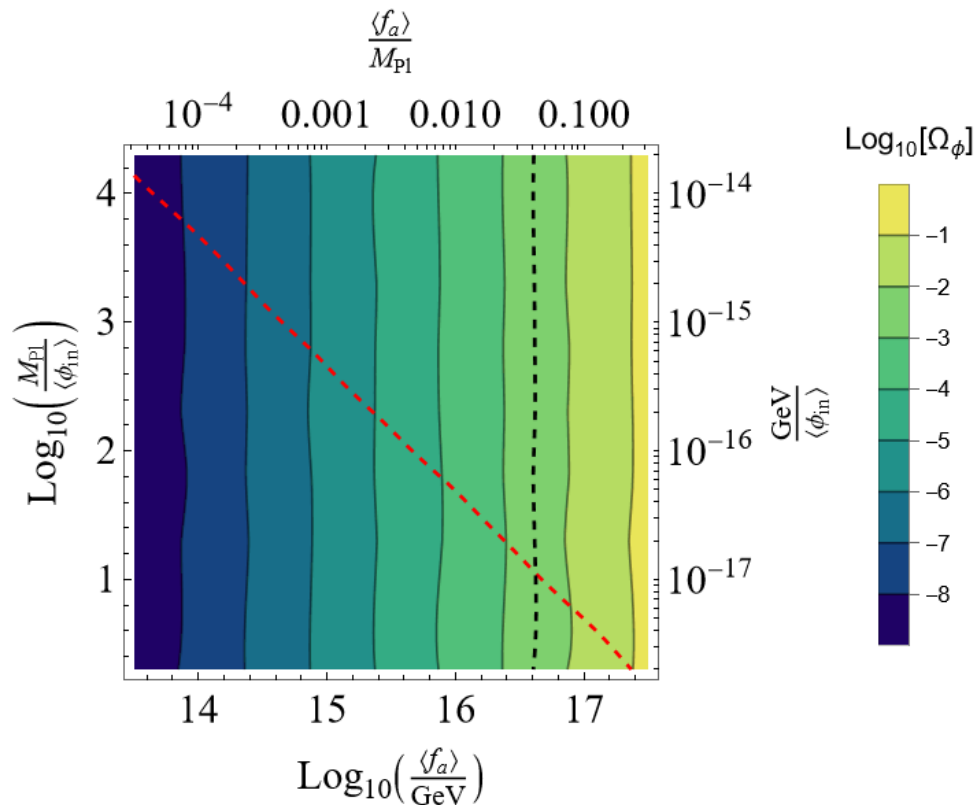 ⟨f_a⟩
M_Pl
10^−4 0.001 0.010 0.100
Log10[Ω_ϕ]
4
3
2
1
Log10(M_Pl/⟨ϕ_in⟩)
10^−14
10^−15
10^−16
10^−17
GeV/⟨ϕ_in⟩
−1
−2
−3
−4
−5
−6
−7
−8
14 15 16 17
Log10(⟨f_a⟩/GeV)